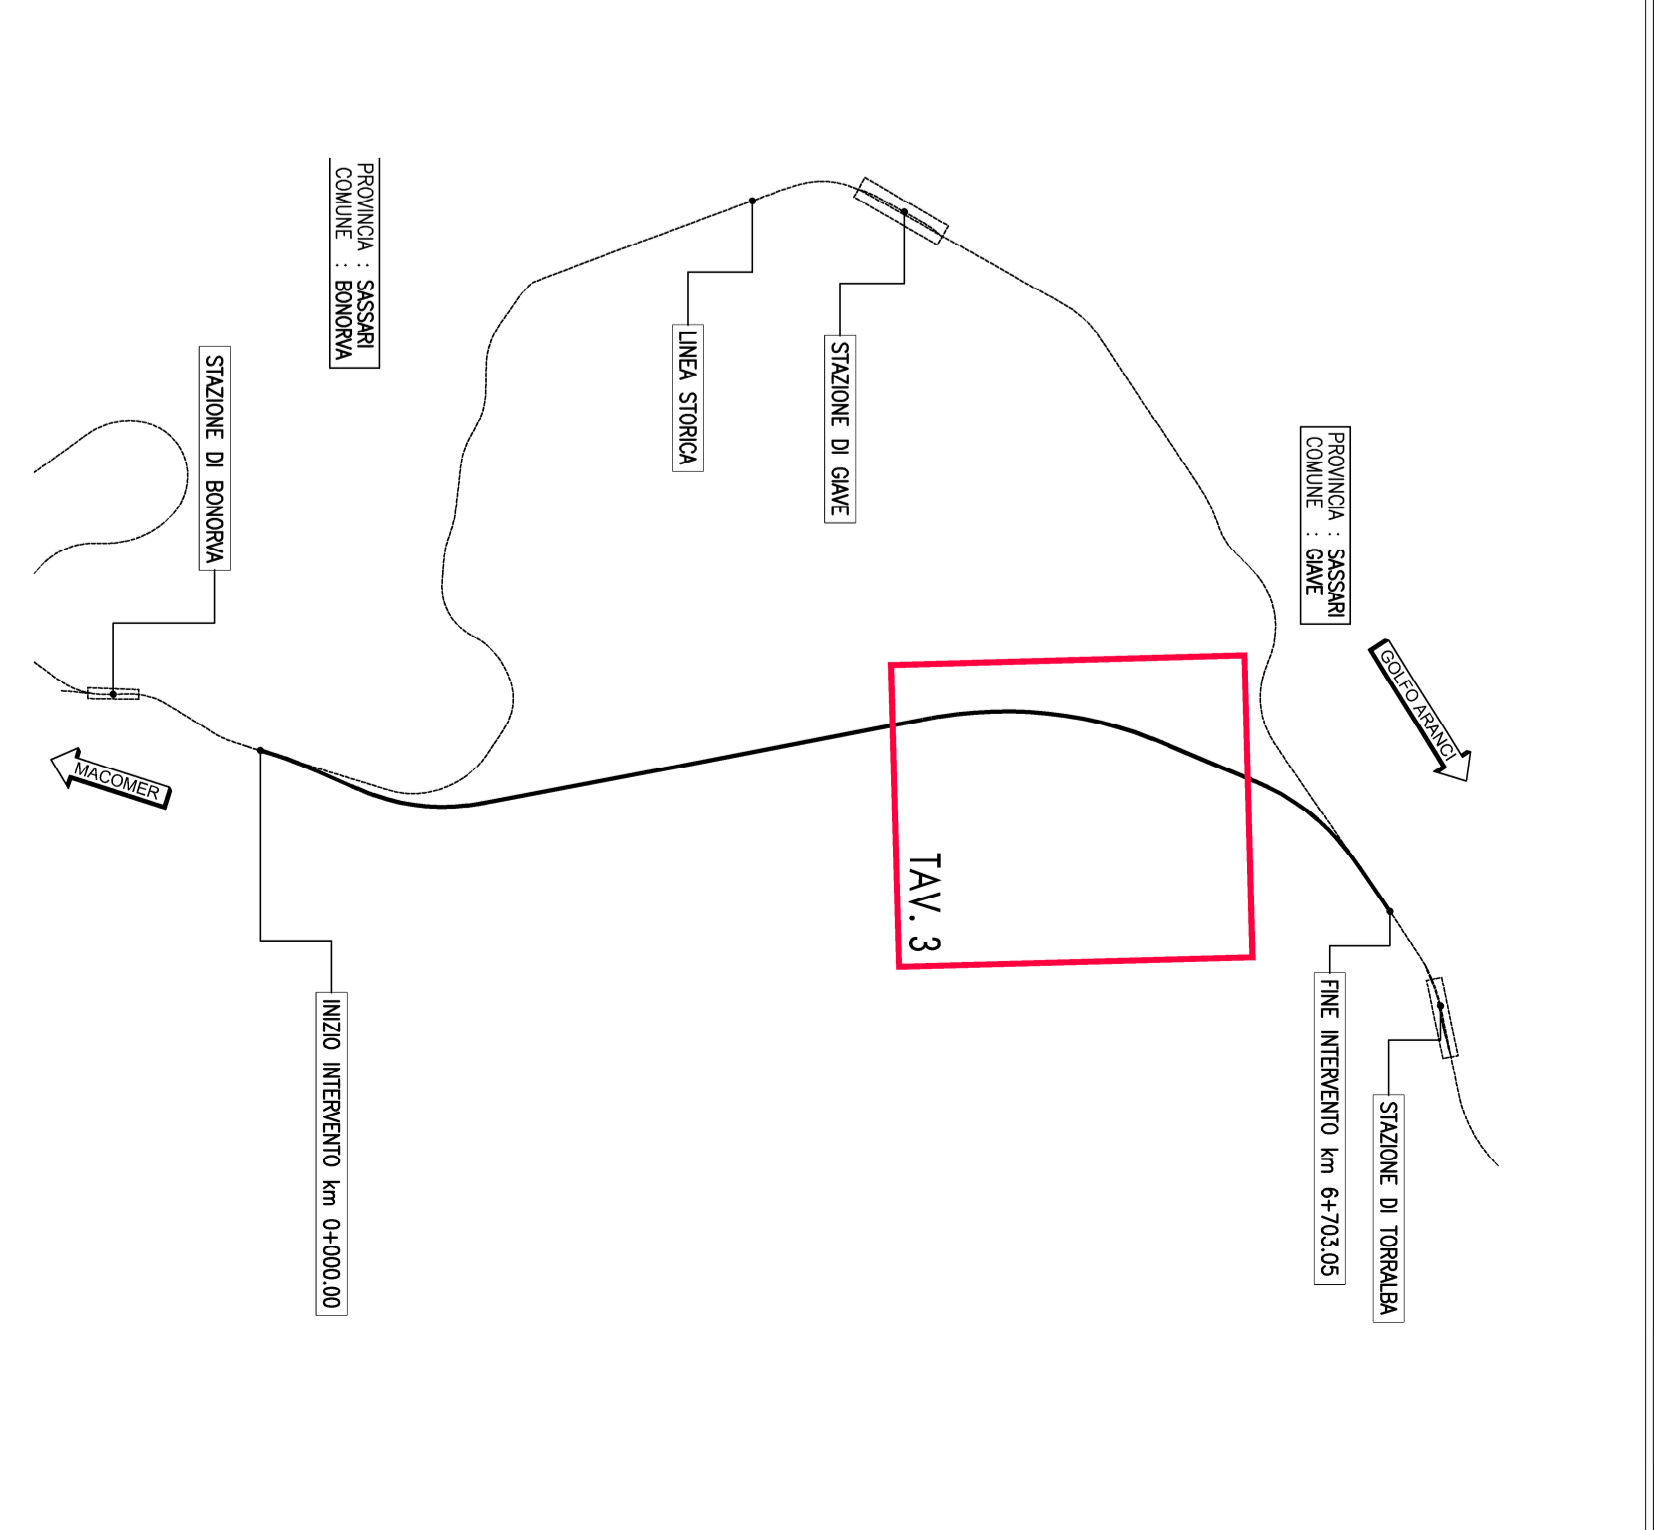 PROVINCIA : SASSARI
COMUNE : BONORVA
STAZIONE DI BONORVA
LINEA STORICA
STAZIONE DI GIAVE
PROVINCIA : SASSARI
COMUNE : GIAVE
GOLFO ARANCI
MACOMER
TAV. 3
INIZIO INTERVENTO km 0+000.00
FINE INTERVENTO km 6+703.05
STAZIONE DI TORRALBA